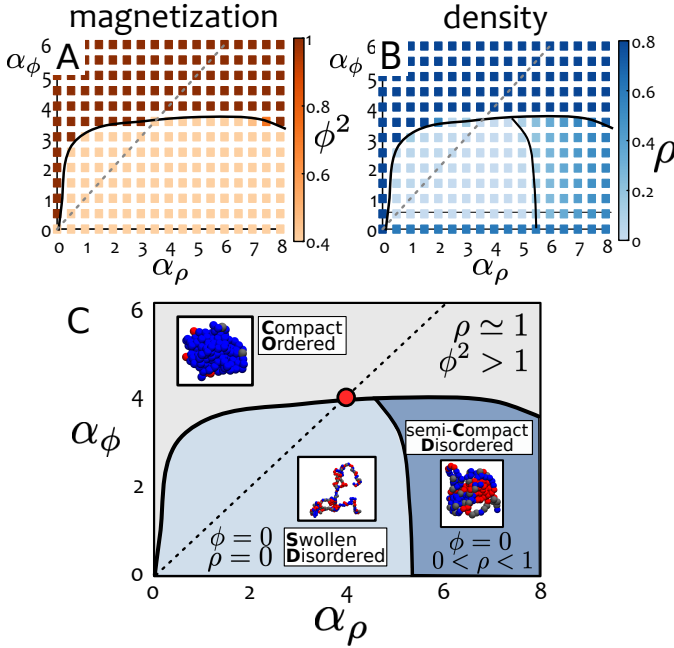 magnetization
density
A
α_ϕ
6
5
4
3
2
1
0
0 1 2 3 4 5 6 7 8
α_ρ
1
0.8
0.6
0.4
ϕ²
B
α_ϕ
6
5
4
3
2
1
0
0 1 2 3 4 5 6 7 8
α_ρ
0.8
0.6
0.4
0.2
0
ρ
C
6
4
2
0
α_ϕ
Compact
Ordered
ρ ≃ 1
ϕ² > 1
semi-Compact
Disordered
ϕ = 0
0 < ρ < 1
ϕ = 0
ρ = 0
Swollen
Disordered
0 2 4 6 8
α_ρ